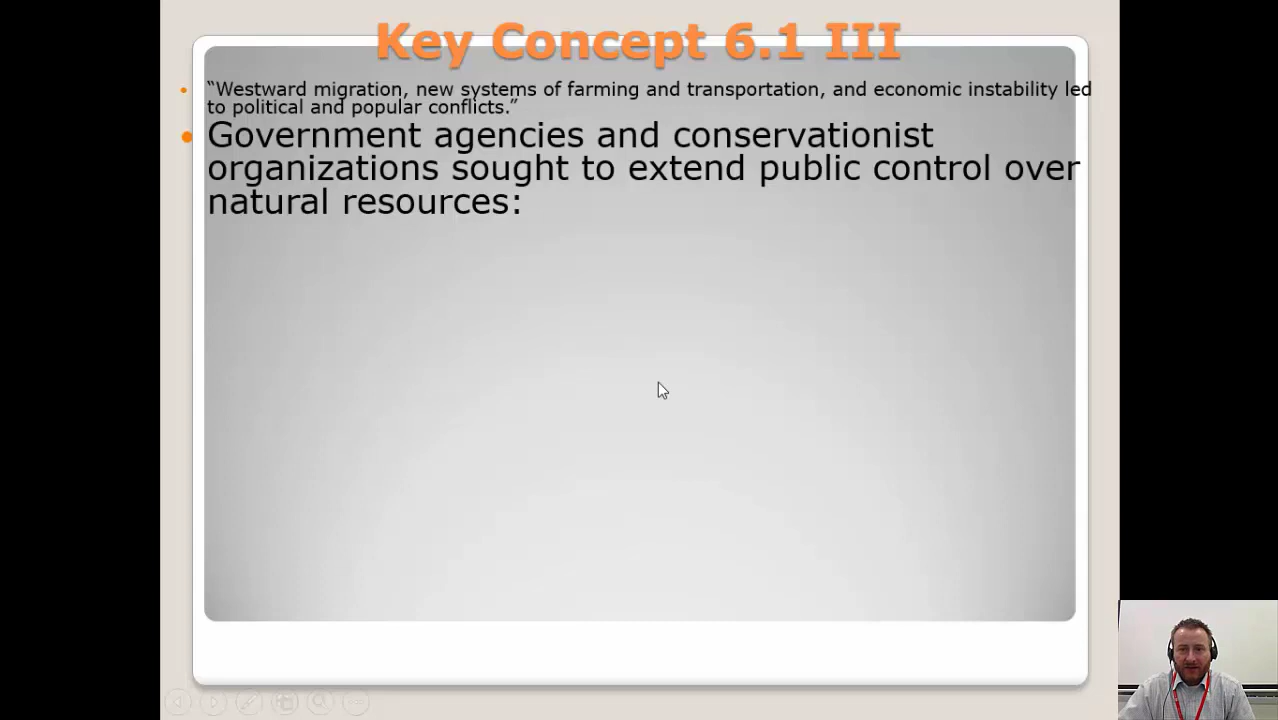 Key Concept 6.1 III
“Westward migration, new systems of farming and transportation, and economic instability led
to political and popular conflicts.”
Government agencies and conservationist
organizations sought to extend public control over
natural resources: